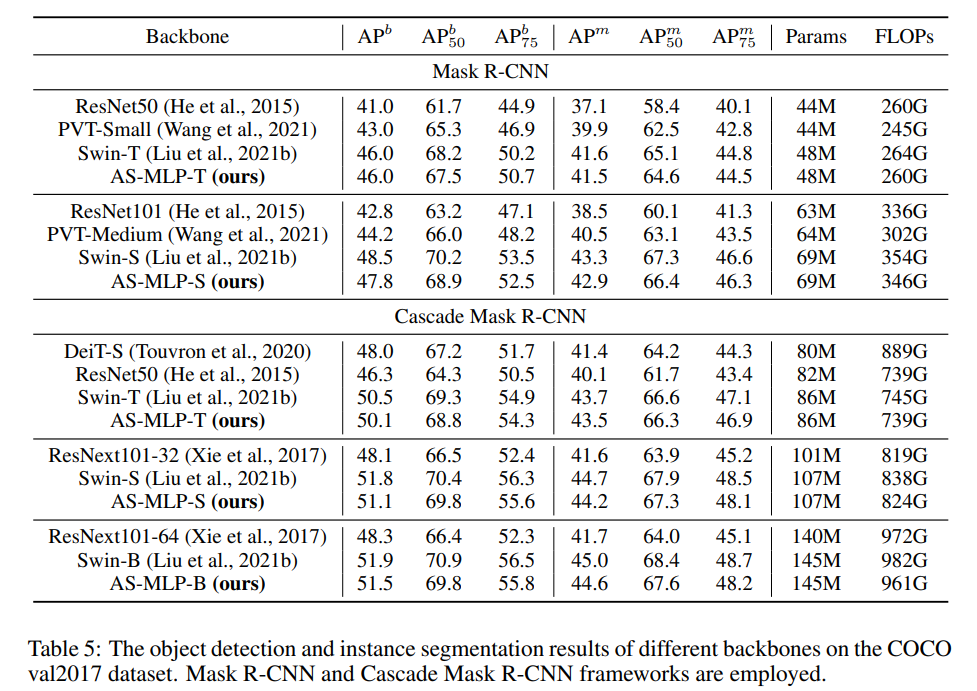 Backbone AP^b AP^b_50 AP^b_75 AP^m AP^m_50 AP^m_75 Params FLOPs
Mask R-CNN
ResNet50 (He et al., 2015) 41.0 61.7 44.9 37.1 58.4 40.1 44M 260G
PVT-Small (Wang et al., 2021) 43.0 65.3 46.9 39.9 62.5 42.8 44M 245G
Swin-T (Liu et al., 2021b) 46.0 68.2 50.2 41.6 65.1 44.8 48M 264G
AS-MLP-T (ours) 46.0 67.5 50.7 41.5 64.6 44.5 48M 260G
ResNet101 (He et al., 2015) 42.8 63.2 47.1 38.5 60.1 41.3 63M 336G
PVT-Medium (Wang et al., 2021) 44.2 66.0 48.2 40.5 63.1 43.5 64M 302G
Swin-S (Liu et al., 2021b) 48.5 70.2 53.5 43.3 67.3 46.6 69M 354G
AS-MLP-S (ours) 47.8 68.9 52.5 42.9 66.4 46.3 69M 346G
Cascade Mask R-CNN
DeiT-S (Touvron et al., 2020) 48.0 67.2 51.7 41.4 64.2 44.3 80M 889G
ResNet50 (He et al., 2015) 46.3 64.3 50.5 40.1 61.7 43.4 82M 739G
Swin-T (Liu et al., 2021b) 50.5 69.3 54.9 43.7 66.6 47.1 86M 745G
AS-MLP-T (ours) 50.1 68.8 54.3 43.5 66.3 46.9 86M 739G
ResNext101-32 (Xie et al., 2017) 48.1 66.5 52.4 41.6 63.9 45.2 101M 819G
Swin-S (Liu et al., 2021b) 51.8 70.4 56.3 44.7 67.9 48.5 107M 838G
AS-MLP-S (ours) 51.1 69.8 55.6 44.2 67.3 48.1 107M 824G
ResNext101-64 (Xie et al., 2017) 48.3 66.4 52.3 41.7 64.0 45.1 140M 972G
Swin-B (Liu et al., 2021b) 51.9 70.9 56.5 45.0 68.4 48.7 145M 982G
AS-MLP-B (ours) 51.5 69.8 55.8 44.6 67.6 48.2 145M 961G
Table 5: The object detection and instance segmentation results of different backbones on the COCO
val2017 dataset. Mask R-CNN and Cascade Mask R-CNN frameworks are employed.